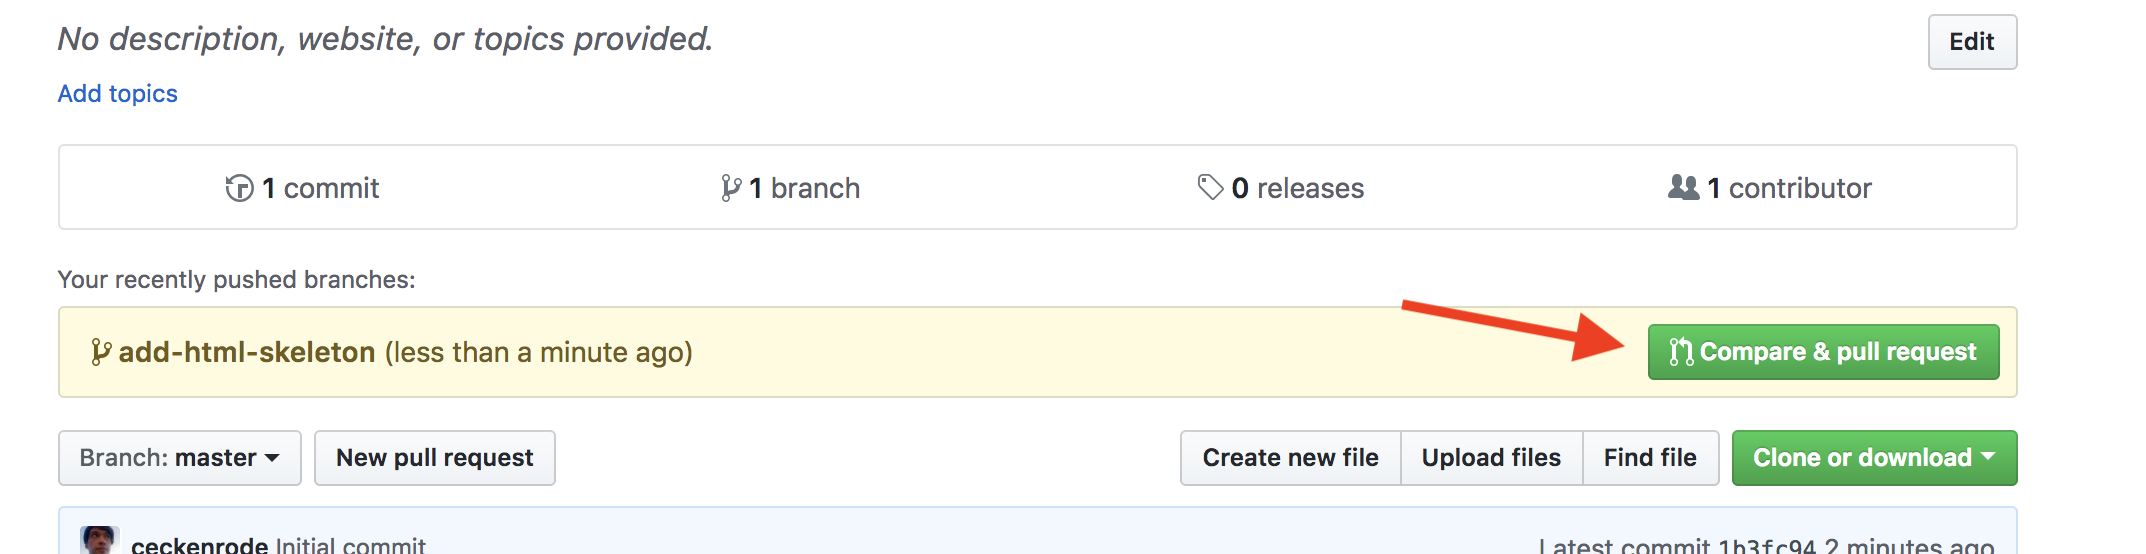 No description, website, or topics provided.
Edit
Add topics
1 commit
1 branch
0 releases
1 contributor
Your recently pushed branches:
add-html-skeleton (less than a minute ago)
Compare & pull request
Branch: master
New pull request
Create new file
Upload files
Find file
Clone or download
ceckenrode Initial commit
Latest commit 1b3fc94 2 minutes ago